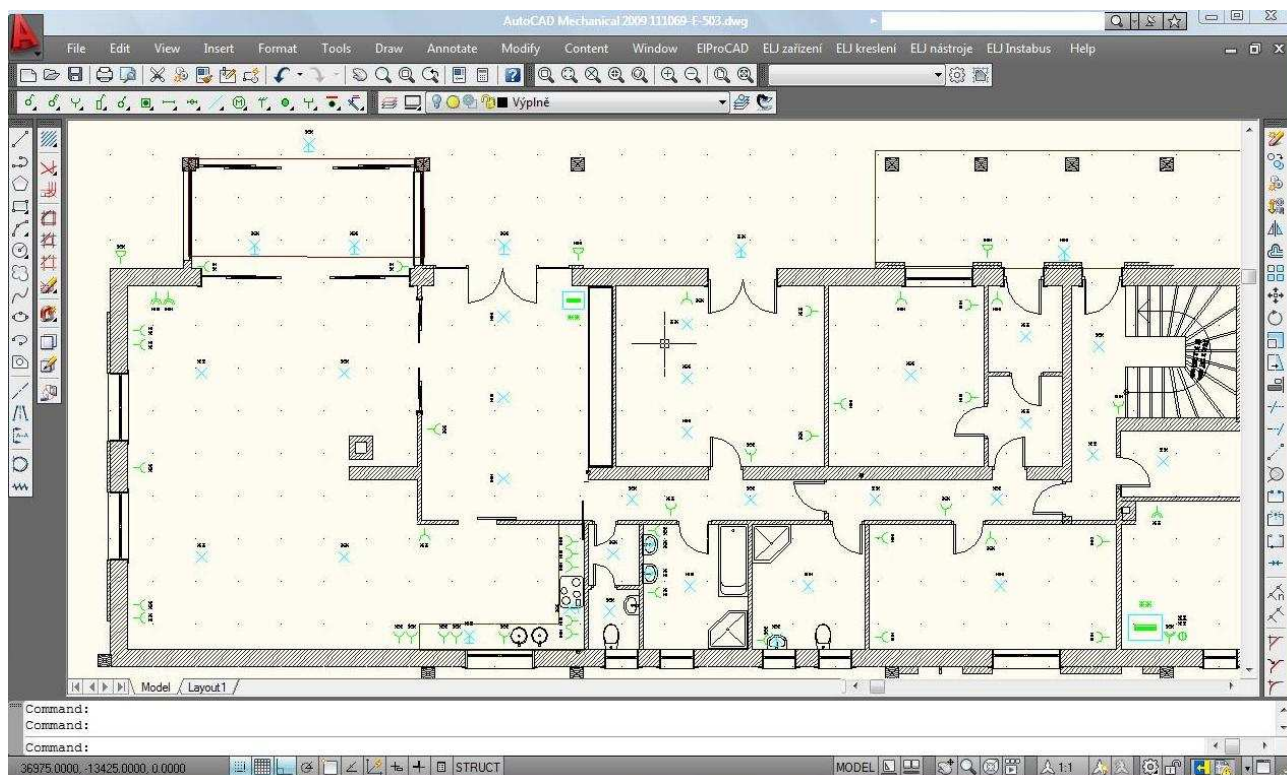 AutoCAD Mechanical 2009 111069-E-503.dwg
File Edit View Insert Format Tools Draw Annotate Modify Content Window ElProCAD ELJ zařízení ELJ kreslení ELJ nástroje ELJ Instabus Help
Výplně
Model Layout1
Command:
Command:
Command:
36975.0000, -13425.0000, 0.0000 STRUCT MODEL 1:1